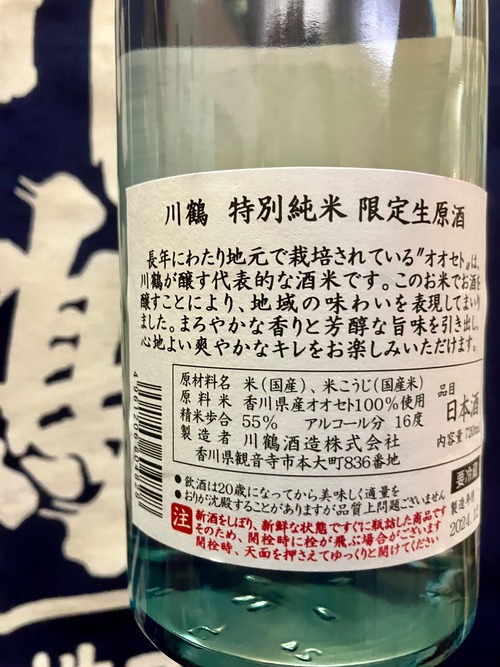 川鶴 特別純米 限定生原酒
長年にわたり地元で栽培されている"オオセト"は、
川鶴が醸す代表的な酒米です。このお米でお酒を
醸すことにより、地域の味わいを表現してまいり
ました。まろやかな香りと芳醇な旨味を引き出し、
心地よい爽やかなキレをお楽しみいただけます。
原材料名 米(国産)、米こうじ(国産米)
原料米 香川県産オオセト100%使用
精米歩合 55% アルコール分 16度
製造者 川鶴酒造株式会社
香川県観音寺市本大町836番地
品目
日本酒
内容量 720ml
要冷蔵
製造年月
2024.12
●飲酒は20歳になってから美味しく適量を
●おりが沈殿することがありますが品質上問題ございません
注 新酒をしぼり、新鮮な状態ですぐに瓶詰した商品です
そのため、開栓時に栓が飛ぶ場合がございます
開栓時、天面を押さえてゆっくりと開けてください